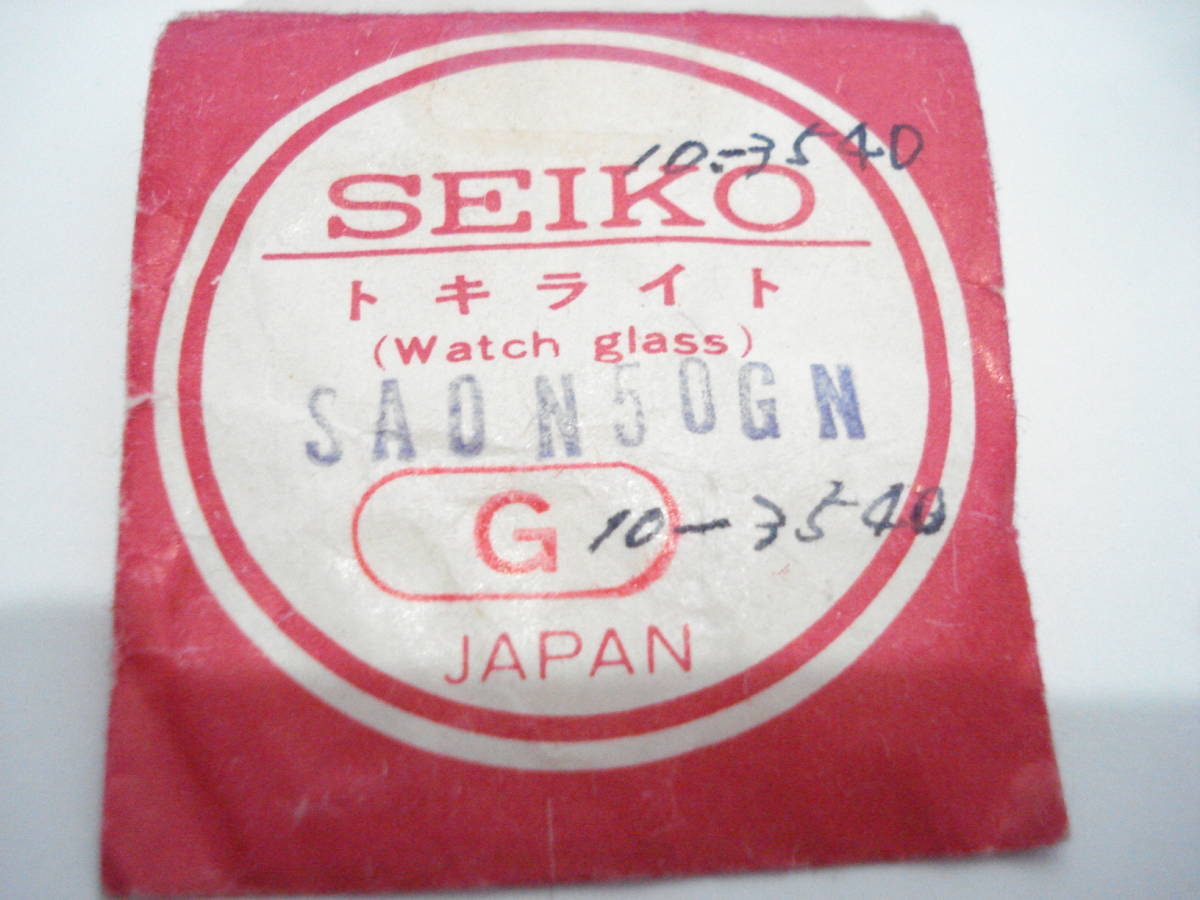 10-3540
SEIKO
トキライト
(Watch glass)
SA0N50GN
G 10-3540
JAPAN